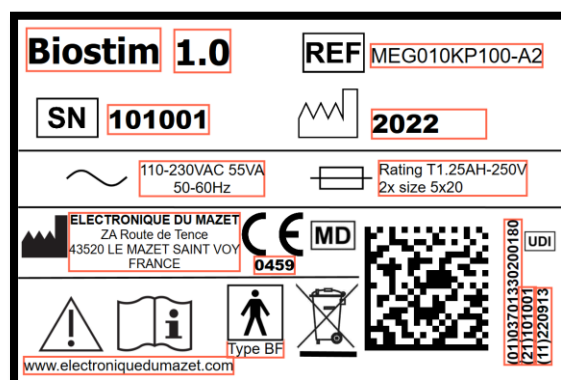 Biostim 1.0
REF MEG010KP100-A2
SN 101001
2022
110-230VAC 55VA
50-60Hz
Rating T1.25AH-250V
2x size 5x20
ELECTRONIQUE DU MAZET
ZA Route de Tence
43520 LE MAZET SAINT VOY
FRANCE
CE
0459
MD
UDI
(01)03701330200180
(21)101001
(11)220913
Type BF
www.electroniquedumazet.com